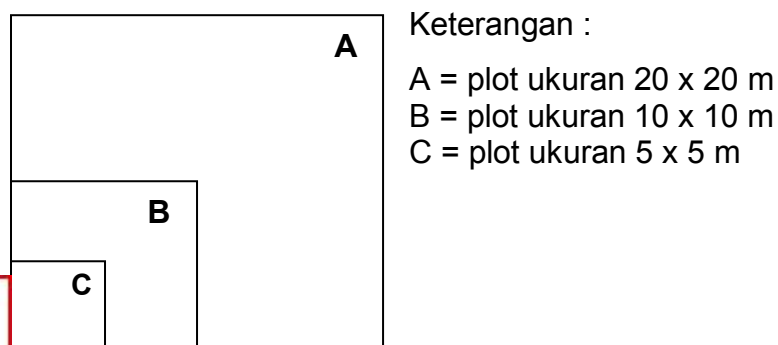 A
B
C
Keterangan :
A = plot ukuran 20 x 20 m
B = plot ukuran 10 x 10 m
C = plot ukuran 5 x 5 m